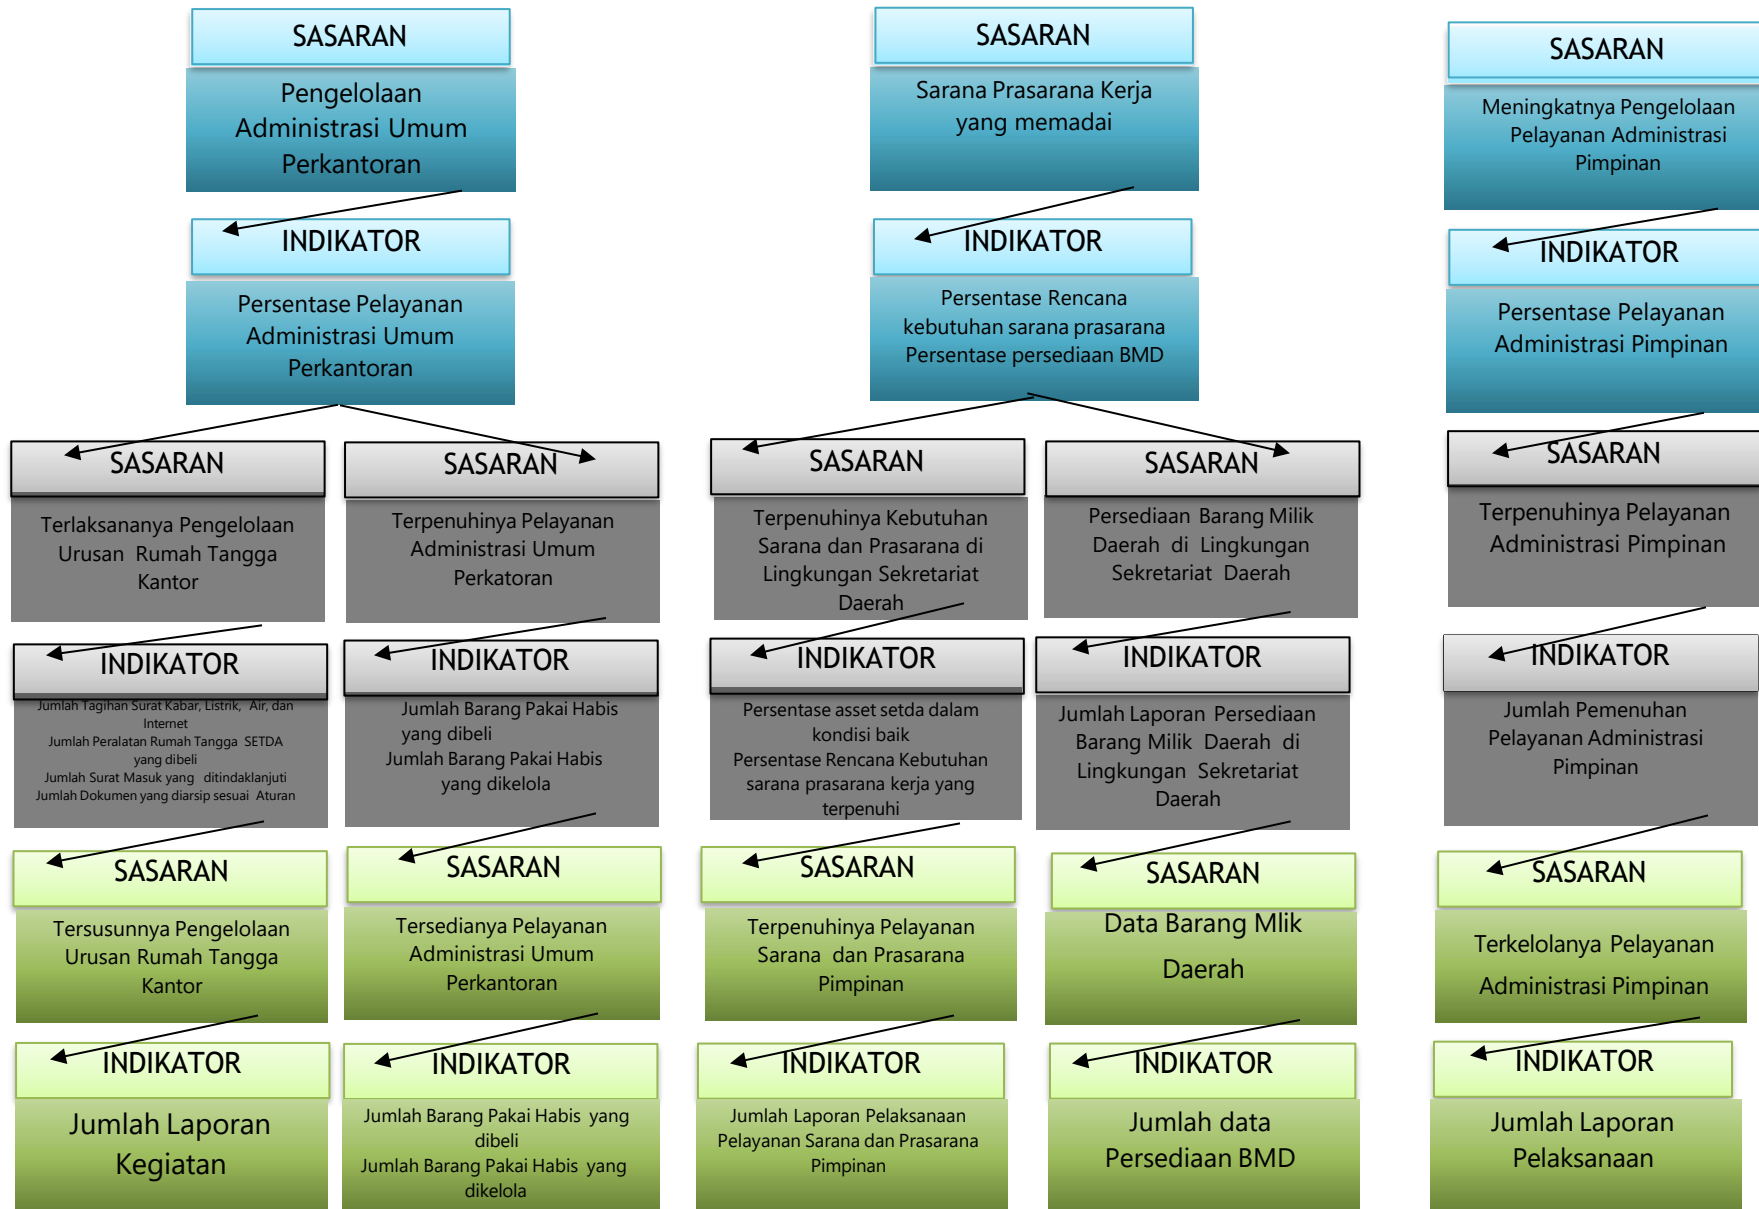 SASARAN
Pengelolaan
Administrasi Umum
Perkantoran
INDIKATOR
Persentase Pelayanan
Administrasi Umum
Perkantoran
SASARAN
Terlaksananya Pengelolaan
Urusan Rumah Tangga
Kantor
INDIKATOR
Jumlah Tagihan Surat Kabar, Listrik, Air, dan
Internet
Jumlah Peralatan Rumah Tangga SETDA
yang dibeli
Jumlah Surat Masuk yang ditindaklanjuti
Jumlah Dokumen yang diarsip sesuai Aturan
SASARAN
Tersusunnya Pengelolaan
Urusan Rumah Tangga
Kantor
INDIKATOR
Jumlah Laporan
Kegiatan
SASARAN
Terpenuhinya Pelayanan
Administrasi Umum
Perkatoran
INDIKATOR
Jumlah Barang Pakai Habis
yang dibeli
Jumlah Barang Pakai Habis
yang dikelola
SASARAN
Tersedianya Pelayanan
Administrasi Umum
Perkantoran
INDIKATOR
Jumlah Barang Pakai Habis yang
dibeli
Jumlah Barang Pakai Habis yang
dikelola
SASARAN
Sarana Prasarana Kerja
yang memadai
INDIKATOR
Persentase Rencana
kebutuhan sarana prasarana
Persentase persediaan BMD
SASARAN
Terpenuhinya Kebutuhan
Sarana dan Prasarana di
Lingkungan Sekretariat
Daerah
INDIKATOR
Persentase asset setda dalam
kondisi baik
Persentase Rencana Kebutuhan
sarana prasarana kerja yang
terpenuhi
SASARAN
Terpenuhinya Pelayanan
Sarana dan Prasarana
Pimpinan
INDIKATOR
Jumlah Laporan Pelaksanaan
Pelayanan Sarana dan Prasarana
Pimpinan
SASARAN
Persediaan Barang Milik
Daerah di Lingkungan
Sekretariat Daerah
INDIKATOR
Jumlah Laporan Persediaan
Barang Milik Daerah di
Lingkungan Sekretariat
Daerah
SASARAN
Data Barang Mlik
Daerah
INDIKATOR
Jumlah data
Persediaan BMD
SASARAN
Meningkatnya Pengelolaan
Pelayanan Administrasi
Pimpinan
INDIKATOR
Persentase Pelayanan
Administrasi Pimpinan
SASARAN
Terpenuhinya Pelayanan
Administrasi Pimpinan
INDIKATOR
Jumlah Pemenuhan
Pelayanan Administrasi
Pimpinan
SASARAN
Terkelolanya Pelayanan
Administrasi Pimpinan
INDIKATOR
Jumlah Laporan
Pelaksanaan